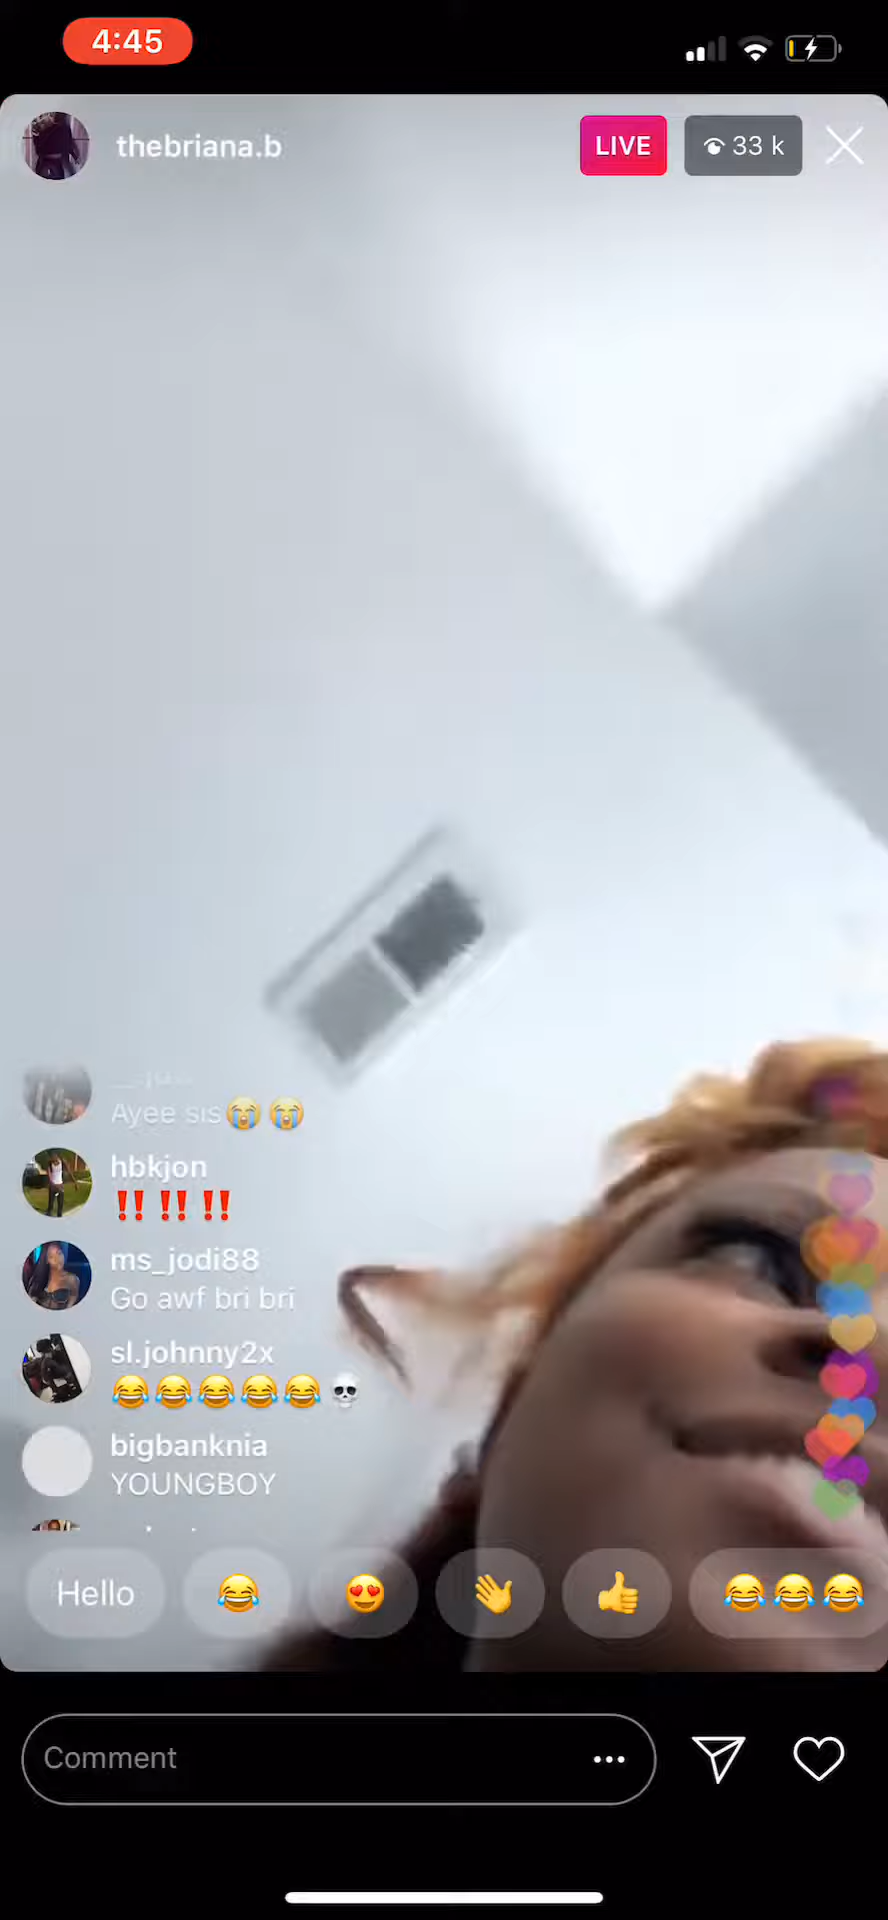 4:45
thebriana.b
LIVE
33 k
Ayee sis😭😭
hbkjon
‼️‼️‼️
ms_jodi88
Go awf bri bri
sl.johnny2x
😂😂😂😂😂💀
bigbanknia
YOUNGBOY
Hello
😂
😍
👋
👍
😂😂😂
Comment